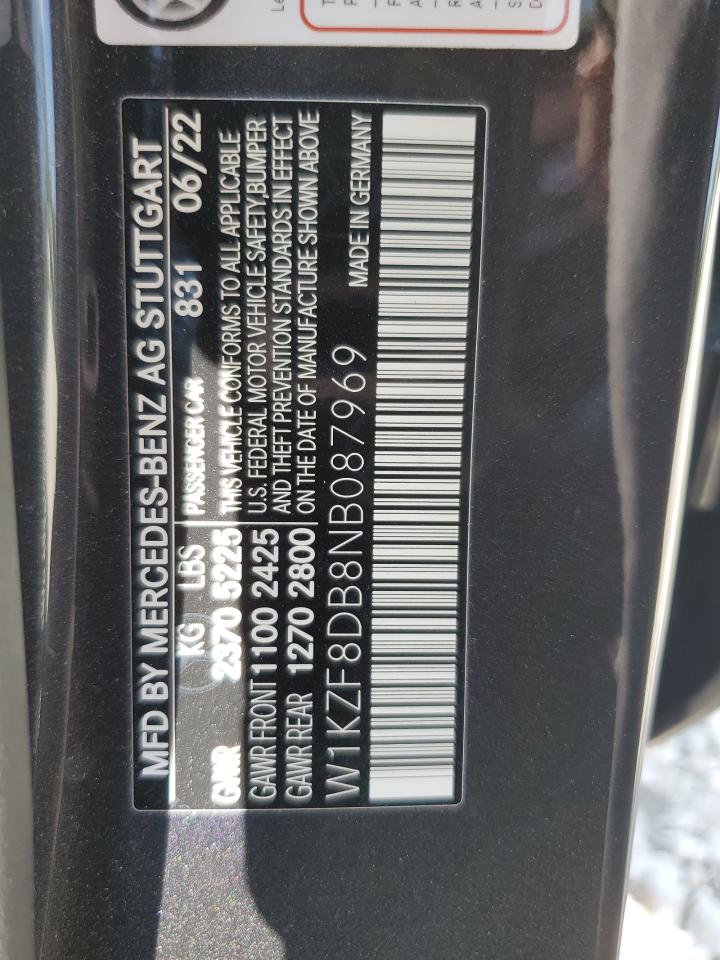 MFD BY MERCEDES-BENZ AG STUTTGART
KG LBS PASSENGER CAR 831 06/22
GVWR 2370 5225 THIS VEHICLE CONFORMS TO ALL APPLICABLE
GAWR FRONT 1100 2425 U.S. FEDERAL MOTOR VEHICLE SAFETY BUMPER
GAWR REAR 1270 2800 AND THEFT PREVENTION STANDARDS IN EFFECT
ON THE DATE OF MANUFACTURE SHOWN ABOVE
W1KZF8DB8NB087969 MADE IN GERMANY